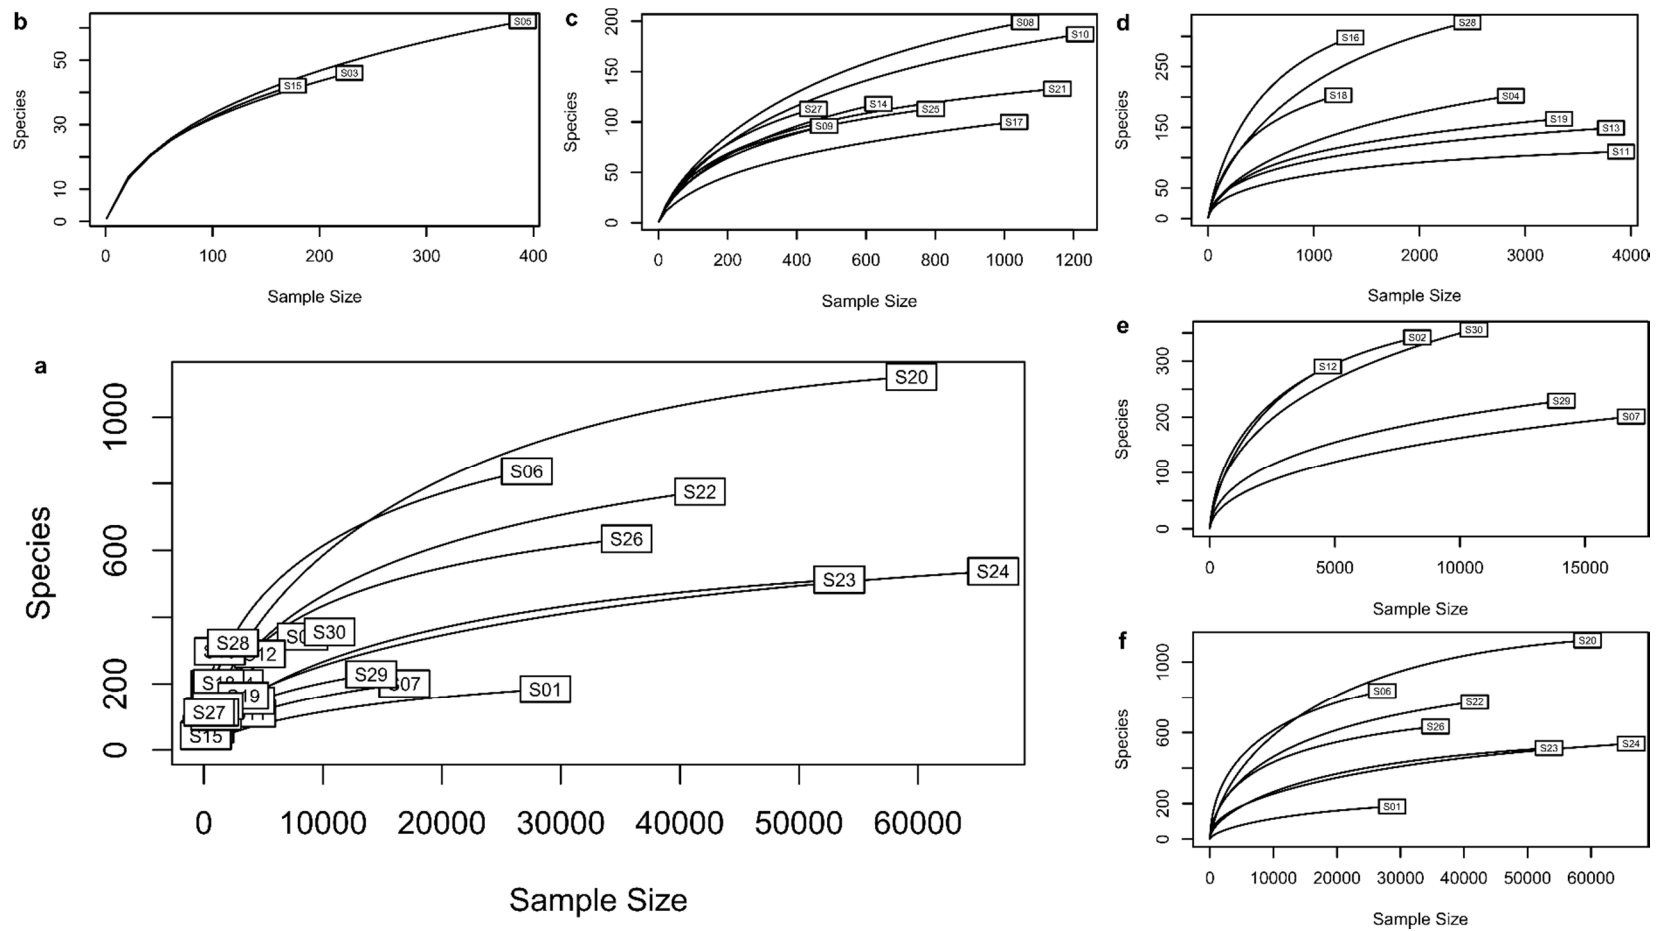 b
Species
0
10
30
50
S05
S03
S15
0
100
200
300
400
Sample Size
c
Species
0
50
100
150
200
S08
S10
S21
S27
S14
S25
S09
S17
0
200
400
600
800
1000
1200
Sample Size
d
Species
0
50
150
250
S16
S28
S18
S04
S19
S13
S11
0
1000
2000
3000
4000
Sample Size
a
Species
0
200
600
1000
S20
S06
S22
S26
S24
S23
S30
S28
S29
S07
S01
S19
S27
S15
0
10000
20000
30000
40000
50000
60000
Sample Size
e
Species
0
100
200
300
S02
S30
S12
S29
S07
0
5000
10000
15000
Sample Size
f
Species
0
200
600
1000
S20
S06
S22
S26
S23
S24
S01
0
10000
20000
30000
40000
50000
60000
Sample Size